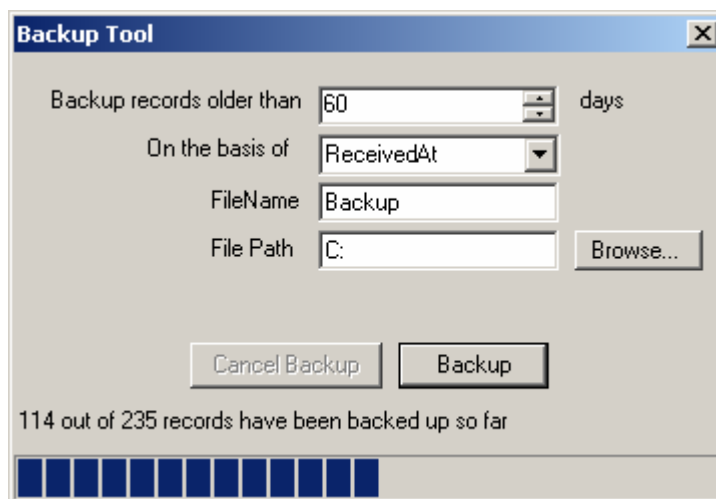 Backup Tool
Backup records older than 60 days
On the basis of ReceivedAt
FileName Backup
File Path C: Browse...
Cancel Backup Backup
114 out of 235 records have been backed up so far